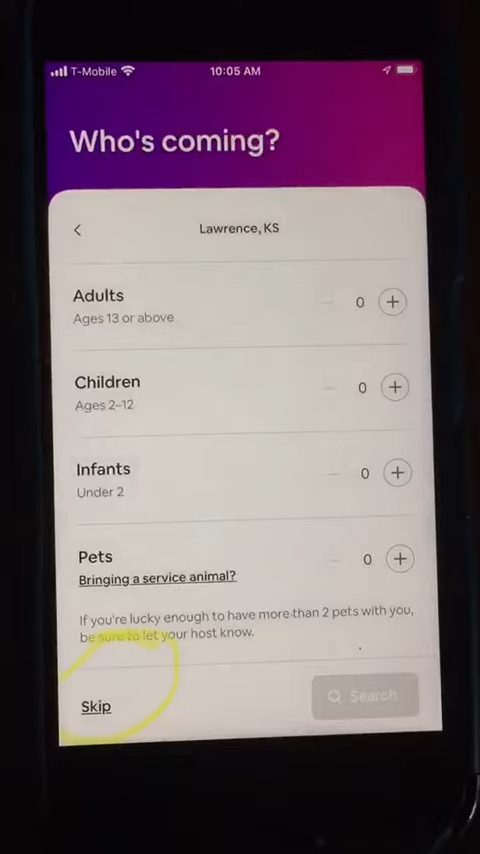 T-Mobile 10:05 AM
Who's coming?
Lawrence, KS
Adults
Ages 13 or above
0
Children
Ages 2–12
0
Infants
Under 2
0
Pets
Bringing a service animal?
0
If you're lucky enough to have more than 2 pets with you,
be sure to let your host know.
Skip
Search